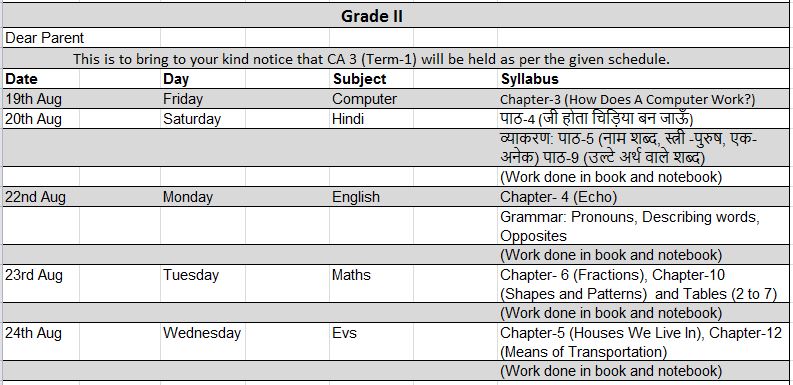 Grade II
Dear Parent
This is to bring to your kind notice that CA 3 (Term-1) will be held as per the given schedule.
Date Day Subject Syllabus
19th Aug Friday Computer Chapter-3 (How Does A Computer Work?)
20th Aug Saturday Hindi पाठ-4 (जी होता चिड़िया बन जाऊँ)
व्याकरण: पाठ-5 (नाम शब्द, स्त्री -पुरुष, एक-
अनेक) पाठ-9 (उल्टे अर्थ वाले शब्द)
(Work done in book and notebook)
22nd Aug Monday English Chapter- 4 (Echo)
Grammar: Pronouns, Describing words,
Opposites
(Work done in book and notebook)
23rd Aug Tuesday Maths Chapter- 6 (Fractions), Chapter-10
(Shapes and Patterns) and Tables (2 to 7)
(Work done in book and notebook)
24th Aug Wednesday Evs Chapter-5 (Houses We Live In), Chapter-12
(Means of Transportation)
(Work done in book and notebook)